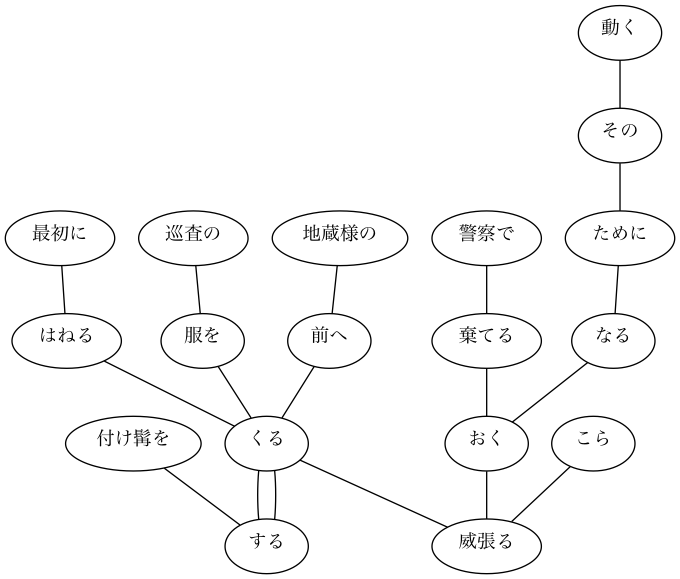 動く
その
最初に
巡査の
地蔵様の
警察で
ために
はねる
服を
前へ
棄てる
なる
付け髯を
くる
おく
こら
する
威張る